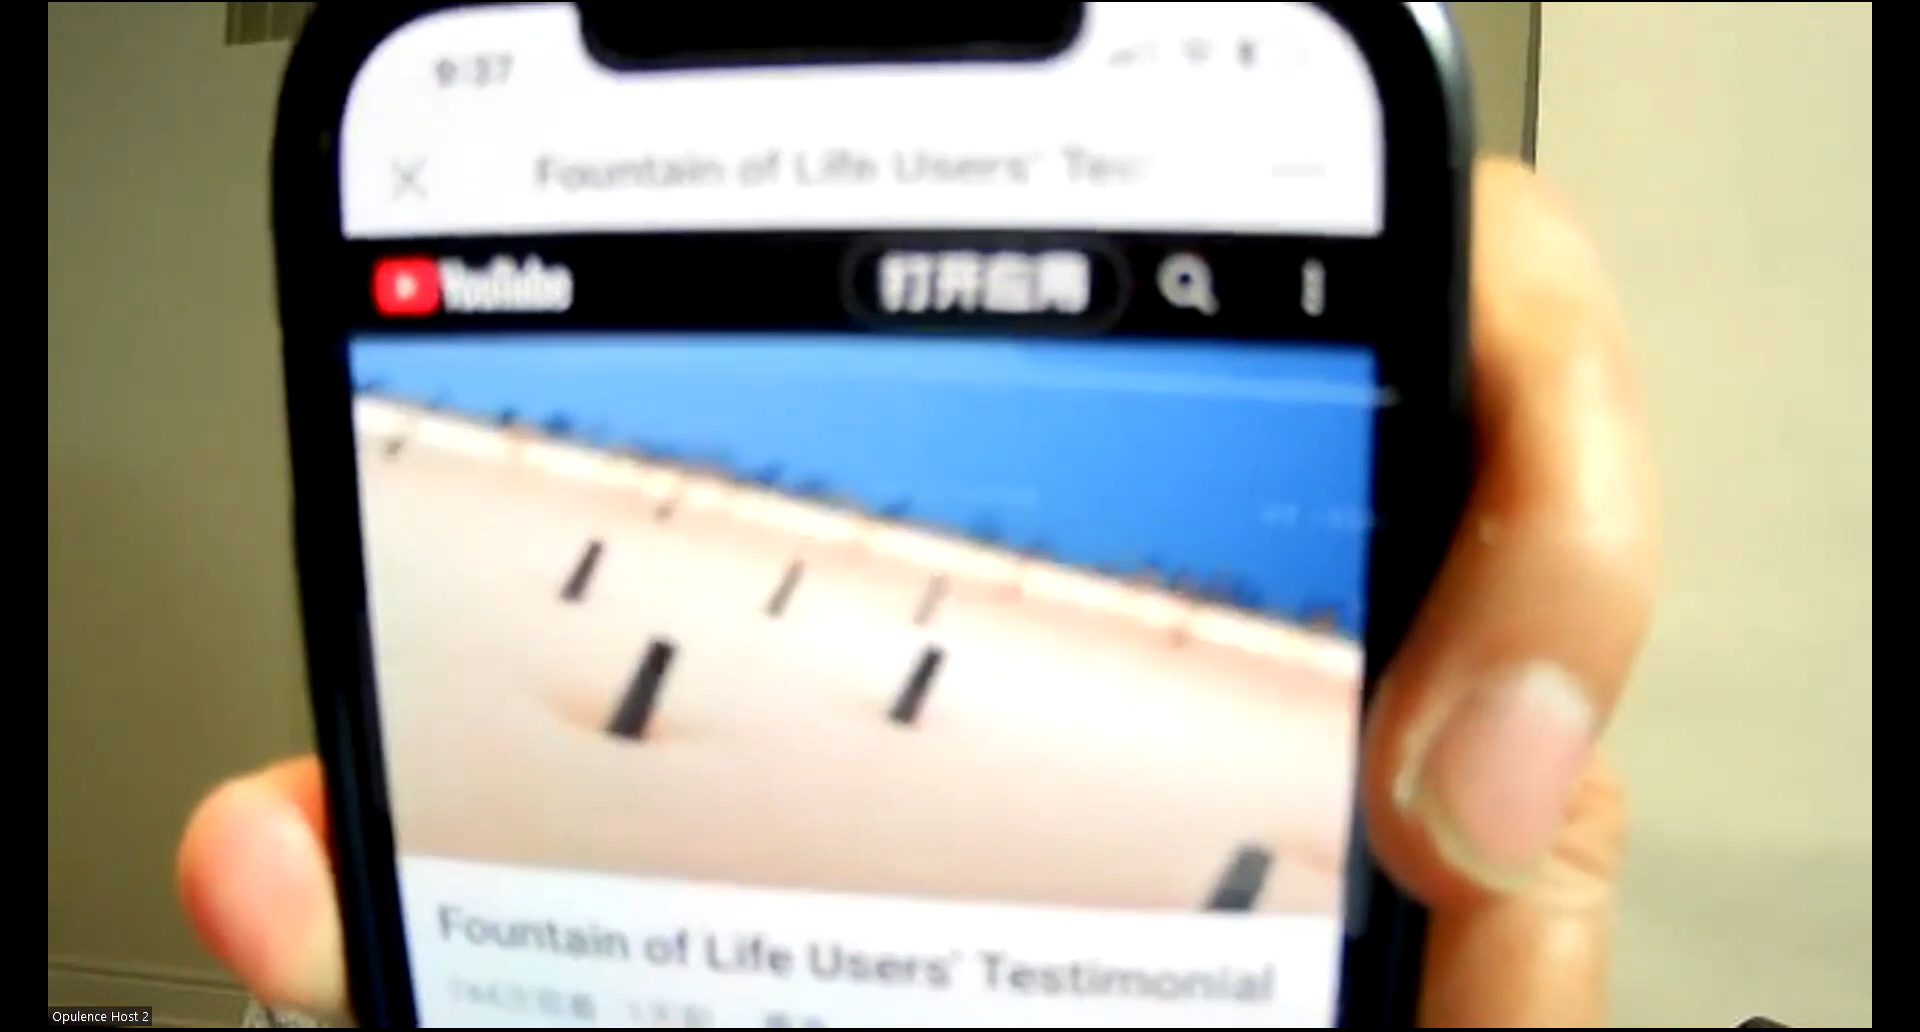 9:37
Fountain of Life Users' Tes
YouTube
打开应用
Fountain of Life Users' Testimonial
Opulence Host 2